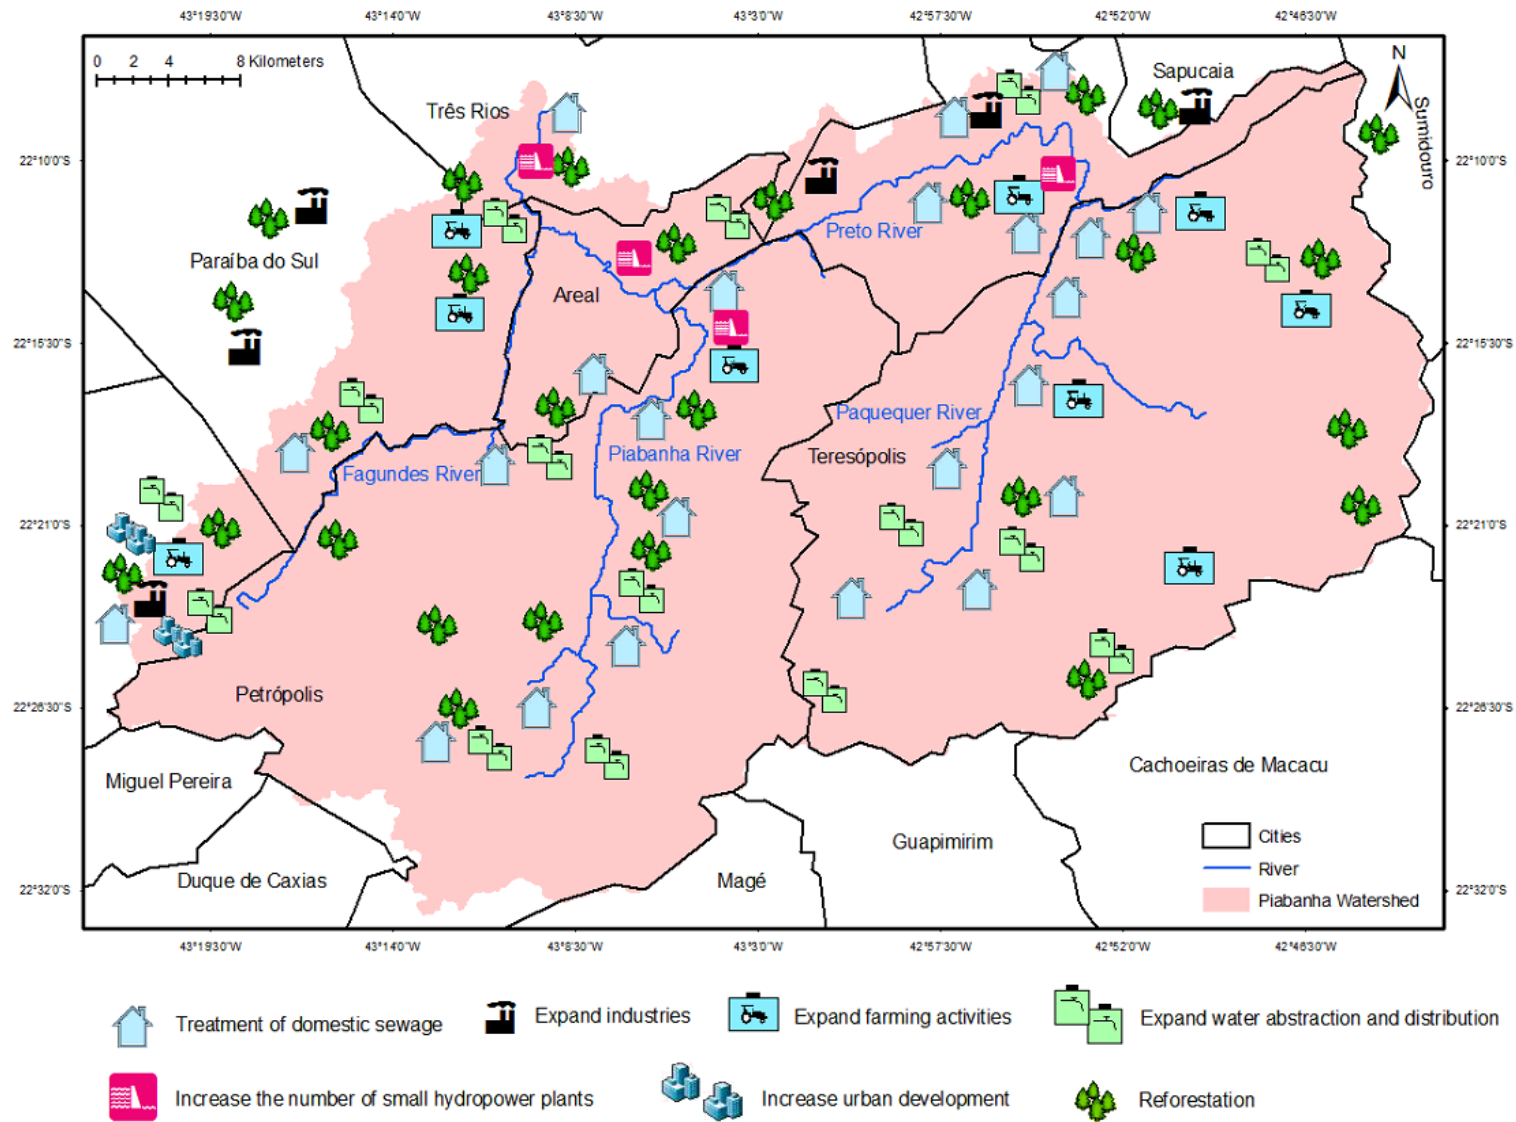 43°19'30"W 43°14'0"W 43°8'30"W 43°3'0"W 42°57'30"W 42°52'0"W 42°46'30"W
0 2 4 8 Kilometers
N
Sapucaia
Três Rios
Sumidouro
22°10'0"S 22°10'0"S
Preto River
Paraíba do Sul
Areal
22°15'30"S 22°15'30"S
Paquequer River
Piabanha River
Teresópolis
Fagundes River
22°21'0"S 22°21'0"S
Petrópolis
22°26'30"S 22°26'30"S
Miguel Pereira
Cachoeiras de Macacu
Guapimirim
Cities
River
Duque de Caxias
Magé
22°32'0"S 22°32'0"S
Piabanha Watershed
43°19'30"W 43°14'0"W 43°8'30"W 43°3'0"W 42°57'30"W 42°52'0"W 42°46'30"W
Treatment of domestic sewage
Expand industries
Expand farming activities
Expand water abstraction and distribution
Increase the number of small hydropower plants
Increase urban development
Reforestation